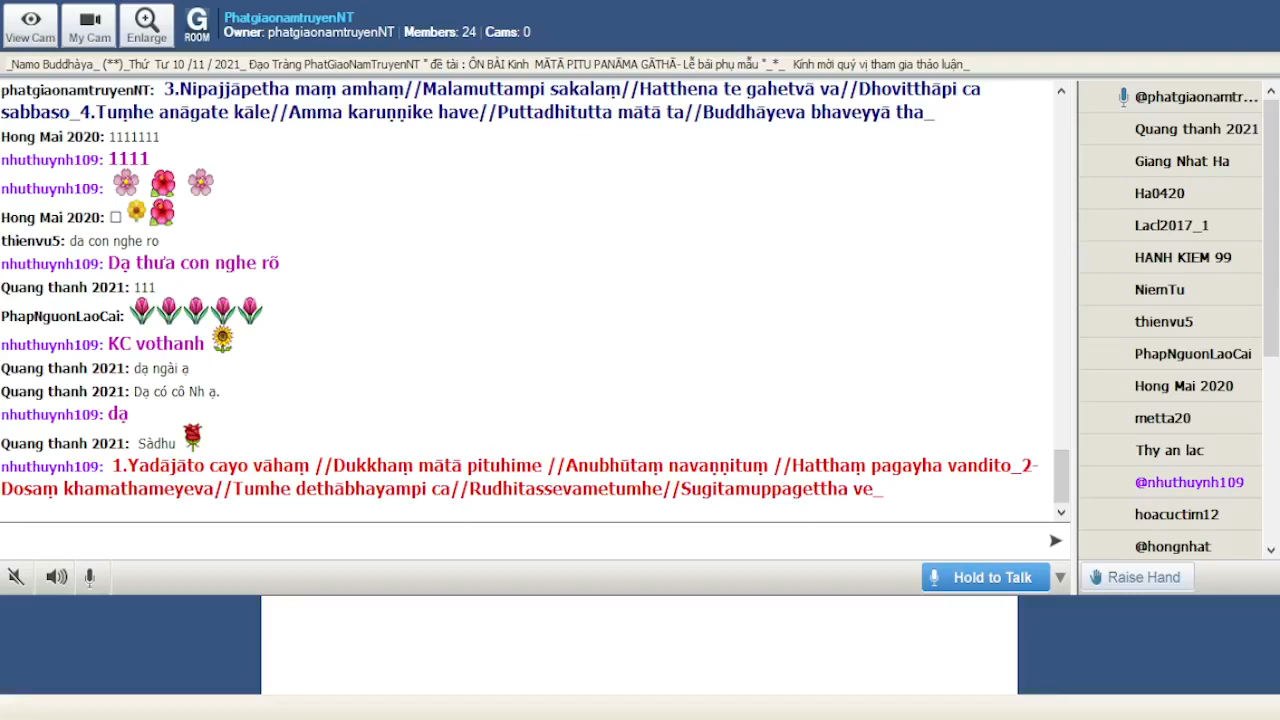 View Cam
My Cam
Enlarge
G
ROOM
PhatgiaonamtruyenNT
Owner: phatgiaonamtruyenNT | Members: 24 | Cams: 0
_Namo Buddhàya_ (**)_Thứ Tư 10 /11 / 2021_ Đạo Tràng PhatGiaoNamTruyenNT " đề tài : ÔN BÀI Kinh MĀTĀ PITU PANĀMA GĀTHĀ- Lễ bái phụ mẫu "_*_ Kính mời quý vị tham gia thảo luận_
phatgiaonamtruyenNT: 3.Nipajjāpetha maṃ amhaṃ//Malamuttampi sakalaṃ//Hatthena te gahetvā va//Dhovitthāpi ca
sabbaso_4.Tuṃhe anāgate kāle//Amma karuṇṇike have//Puttadhitutta mātā ta//Buddhāyeva bhaveyyā tha_
Hong Mai 2020: 1111111
nhuthuynh109: 1111
nhuthuynh109:
Hong Mai 2020: □
thienvu5: da con nghe ro
nhuthuynh109: Dạ thưa con nghe rõ
Quang thanh 2021: 111
PhapNguonLaoCai:
nhuthuynh109: KC vothanh
Quang thanh 2021: dạ ngài ạ
Quang thanh 2021: Dạ có cô Nh ạ.
nhuthuynh109: dạ
Quang thanh 2021: Sàdhu
nhuthuynh109: 1.Yadājāto cayo vāhaṃ //Dukkhaṃ mātā pituhime //Anubhūtaṃ navaṇṇituṃ //Hatthaṃ pagayha vandito_2-
Dosaṃ khamathameyeva//Tumhe dethābhayampi ca//Rudhitassevametumhe//Sugitamuppagettha ve_
@phatgiaonamtr...
Quang thanh 2021
Giang Nhat Ha
Ha0420
Lacl2017_1
HANH KIEM 99
NiemTu
thienvu5
PhapNguonLaoCai
Hong Mai 2020
metta20
Thy an lac
@nhuthuynh109
hoacuctim12
@hongnhat
Hold to Talk
Raise Hand